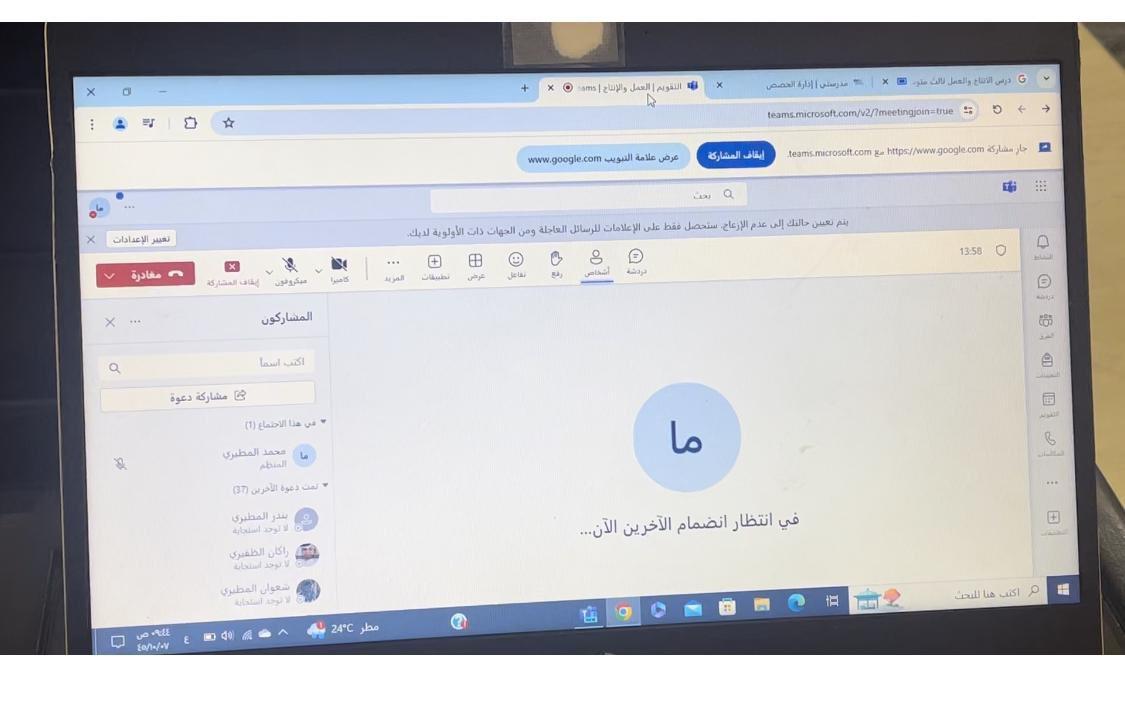 درس الانتاج والعمل ثالث متو..
مدرستي | إدارة الحصص
التقويم | العمل والإنتاج | ams
teams.microsoft.com/v2/?meetingjoin=true
جار مشاركة https://www.google.com مع teams.microsoft.com.
إيقاف المشاركة
عرض علامة التبويب www.google.com
بحث
ما
يتم تعيين حالتك إلى عدم الإزعاج. ستحصل فقط على الإعلامات للرسائل العاجلة ومن الجهات ذات الأولوية لديك.
تغيير الإعدادات
13:58
دردشة
أشخاص
رفع
تفاعل
عرض
تطبيقات
المزيد
كاميرا
ميكروفون
إيقاف المشاركة
مغادرة
النشاط
دردشة
الفرق
التعيينات
التقويم
المكالمات
التطبيقات
ما
في انتظار انضمام الآخرين الآن...
المشاركون
اكتب اسماً
مشاركة دعوة
في هذا الاجتماع (1)
ما
محمد المطيري
المنظم
تمت دعوة الآخرين (37)
بندر المطيري
لا توجد استجابة
راكان الظفيري
لا توجد استجابة
شعوان المطيري
لا توجد استجابة
اكتب هنا للبحث
24°C مطر
ع
٠٩:٤٤ ص
٤٥/١٠/٠٧